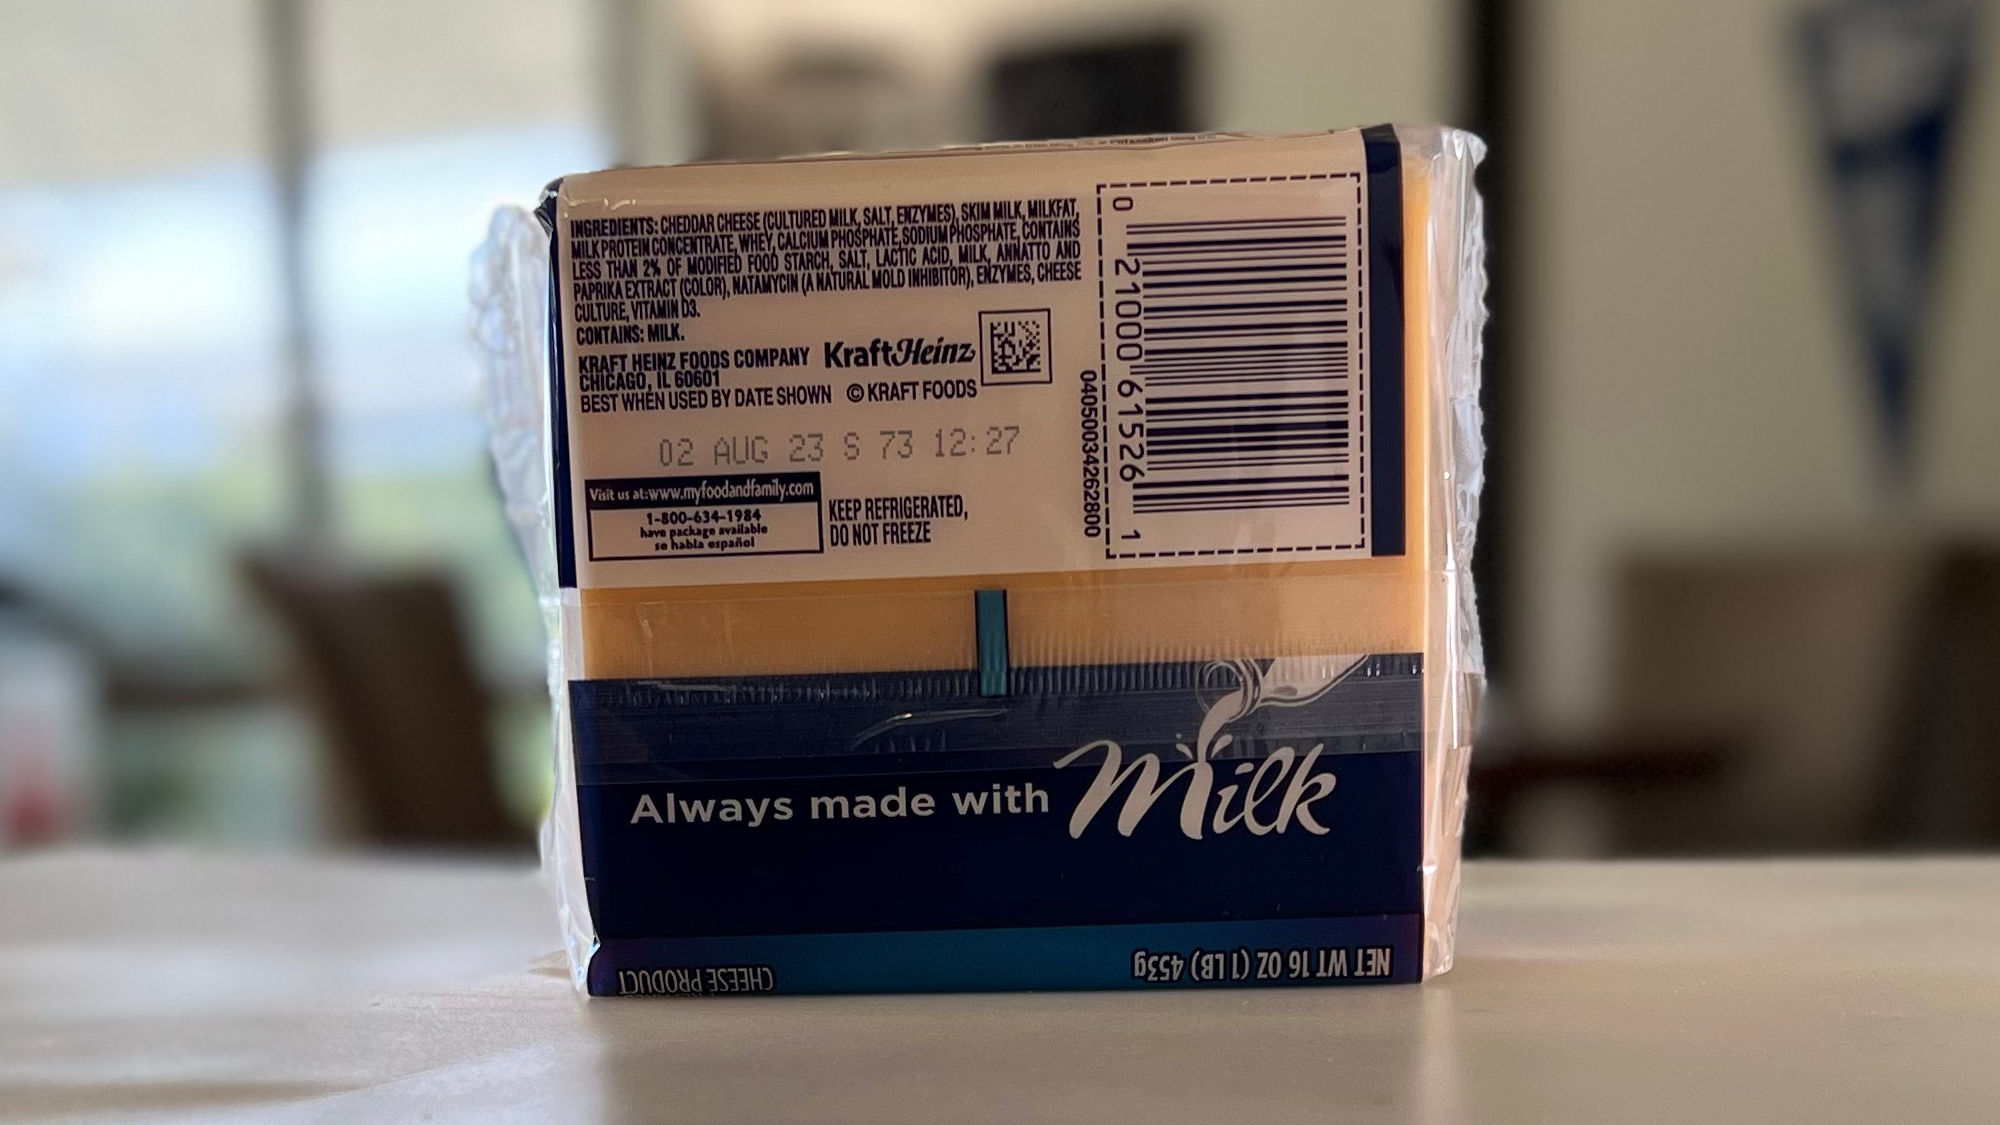 INGREDIENTS: CHEDDAR CHEESE (CULTURED MILK, SALT, ENZYMES), SKIM MILK, MILKFAT,
MILK PROTEIN CONCENTRATE, WHEY, CALCIUM PHOSPHATE, SODIUM PHOSPHATE, CONTAINS
LESS THAN 2% OF MODIFIED FOOD STARCH, SALT, LACTIC ACID, MILK, ANNATTO AND
PAPRIKA EXTRACT (COLOR), NATAMYCIN (A NATURAL MOLD INHIBITOR), ENZYMES, CHEESE
CULTURE, VITAMIN D3.
CONTAINS: MILK.
KRAFT HEINZ FOODS COMPANY
CHICAGO, IL 60601
BEST WHEN USED BY DATE SHOWN
KraftHeinz
© KRAFT FOODS
02 AUG 23 S 73 12:27
Visit us at:www.myfoodandfamily.com
1-800-634-1984
have package available
se habla español
KEEP REFRIGERATED,
DO NOT FREEZE
0 21000 61526 1
04050034262800
Always made with Milk
CHEESE PRODUCT
NET WT 16 OZ (1 LB) 453g